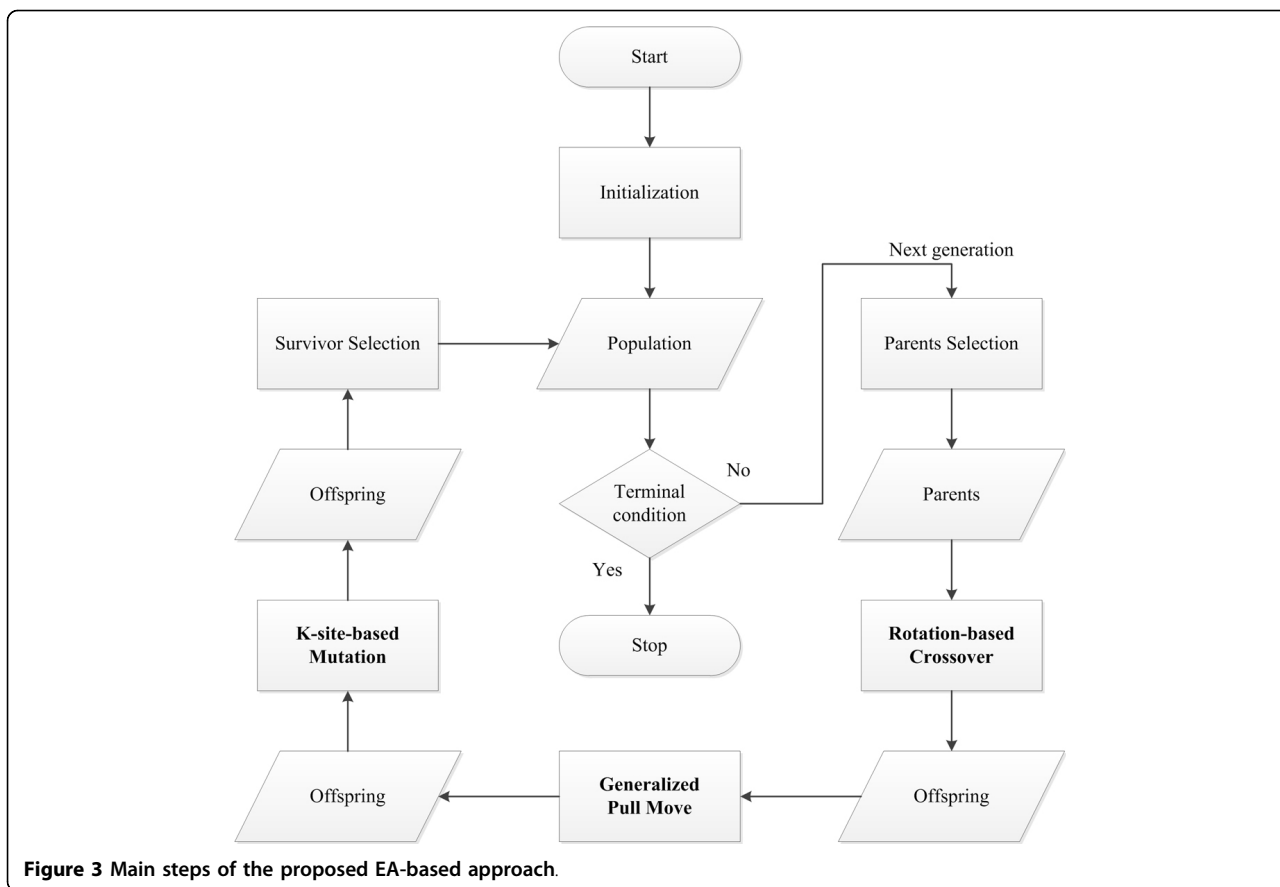 Start
Initialization
Next generation
Survivor Selection
Population
Parents Selection
No
Offspring
Terminal
condition
Parents
Yes
K-site-based
Mutation
Stop
Rotation-based
Crossover
Offspring
Generalized
Pull Move
Offspring
Figure 3 Main steps of the proposed EA-based approach.